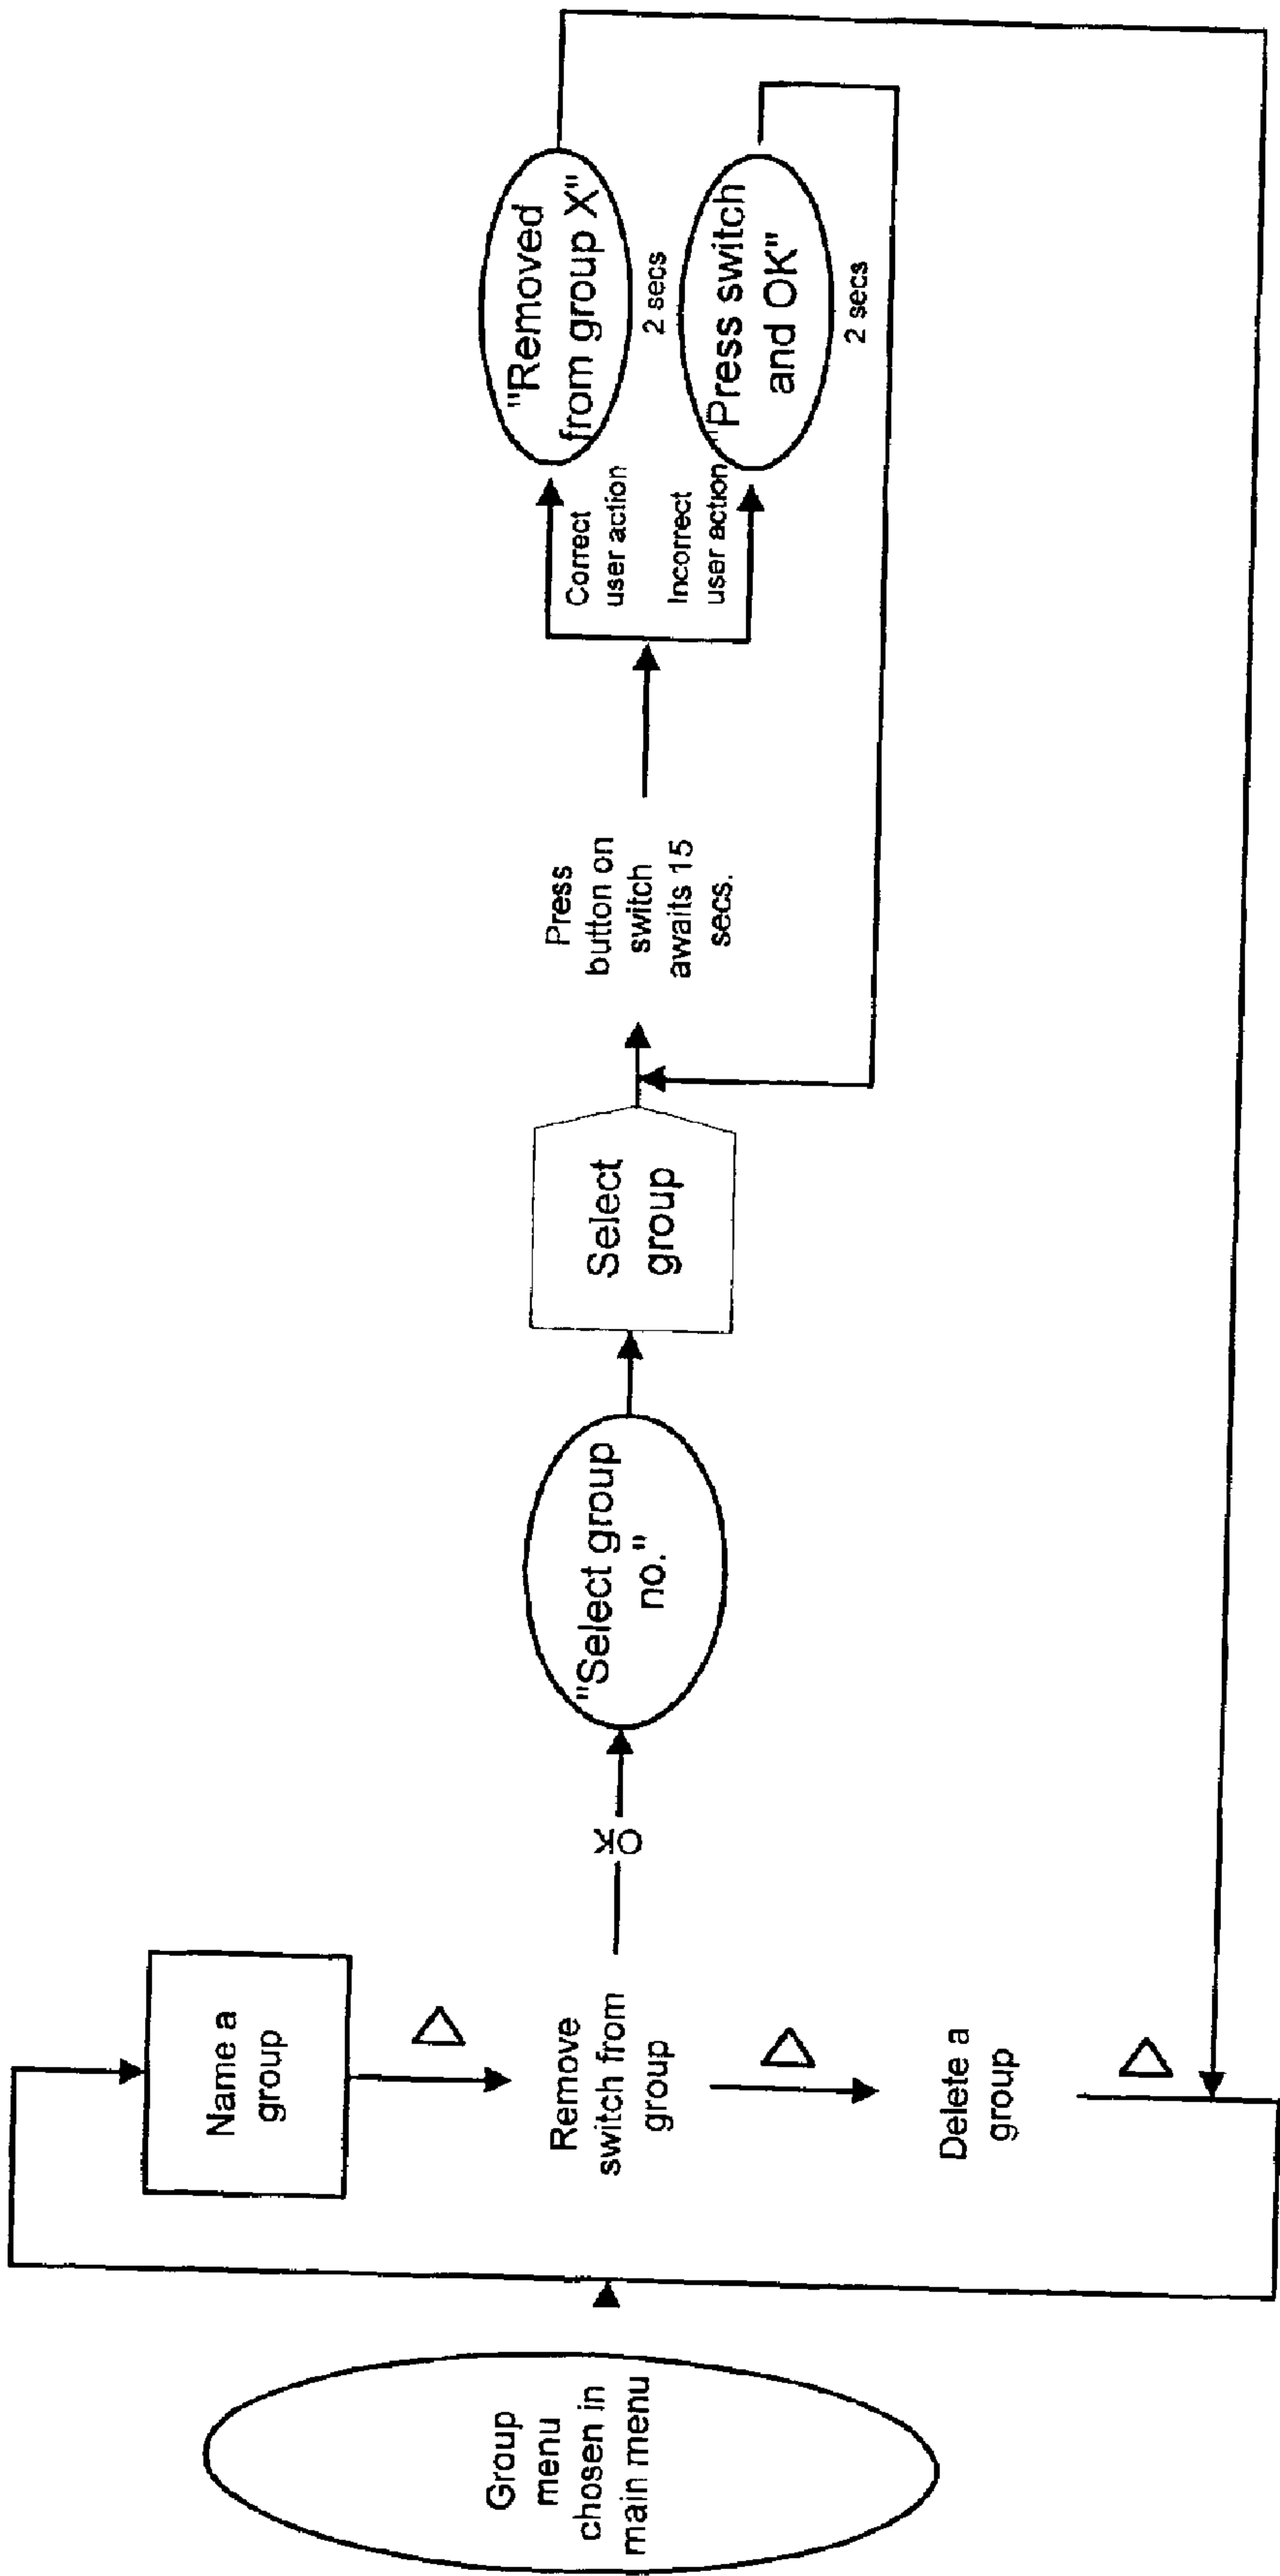 Group
menu
chosen in
main menu
Name a
group
Remove
switch from
group
Delete a
group
OK
"Select group
no."
Select
group
Press
button on
switch
awaits 15
secs.
Correct
user action
Incorrect
user action
"Removed
from group X"
2 secs
"Press switch
and OK"
2 secs